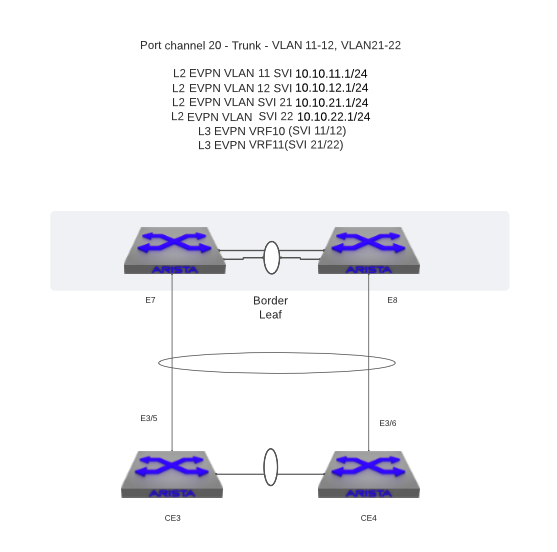 Port channel 20 - Trunk - VLAN 11-12, VLAN21-22
L2 EVPN VLAN 11 SVI 10.10.11.1/24
L2 EVPN VLAN 12 SVI 10.10.12.1/24
L2 EVPN VLAN SVI 21 10.10.21.1/24
L2 EVPN VLAN SVI 22 10.10.22.1/24
L3 EVPN VRF10 (SVI 11/12)
L3 EVPN VRF11(SVI 21/22)
ARISTA
ARISTA
E7
Border
Leaf
E8
E3/5
E3/6
ARISTA
ARISTA
CE3
CE4